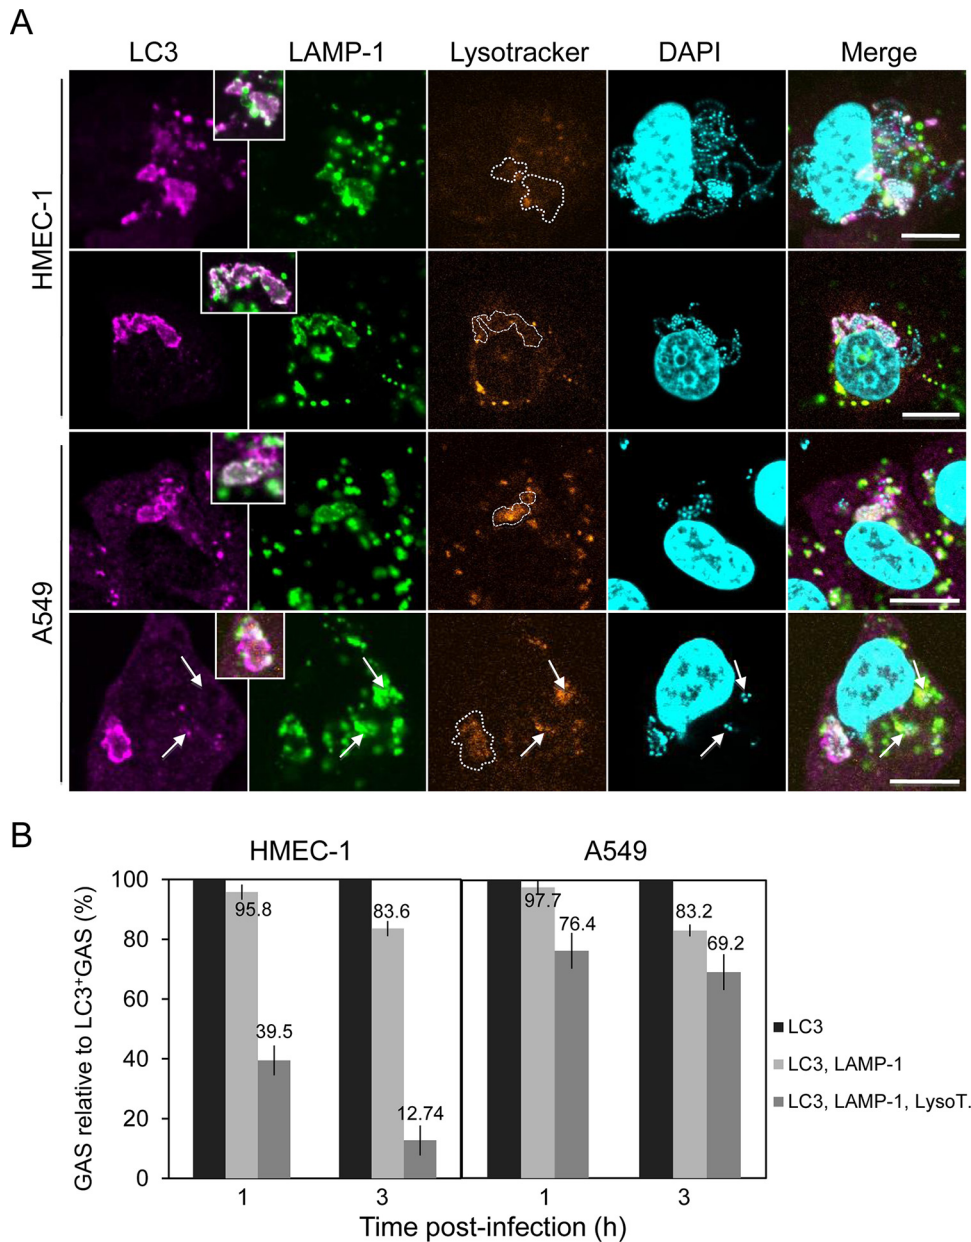 A
LC3 LAMP-1 Lysotracker DAPI Merge
HMEC-1
A549
B
HMEC-1 A549
GAS relative to LC3⁺GAS (%)
100
80
60
40
20
0
95.8 39.5 83.6 12.74 97.7 76.4 83.2 69.2
LC3
LC3, LAMP-1
LC3, LAMP-1, LysoT.
1 3 1 3
Time post-infection (h)